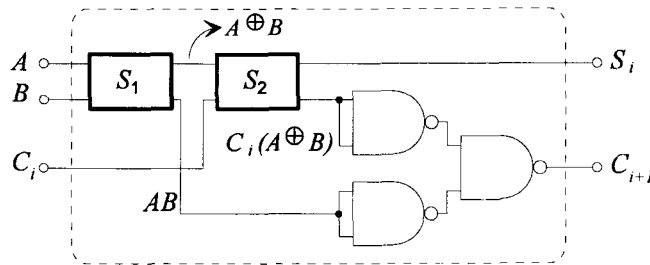 A ⊕ B
A
S₁
S₂
Sᵢ
B
Cᵢ(A ⊕ B)
Cᵢ
Cᵢ₊₁
AB